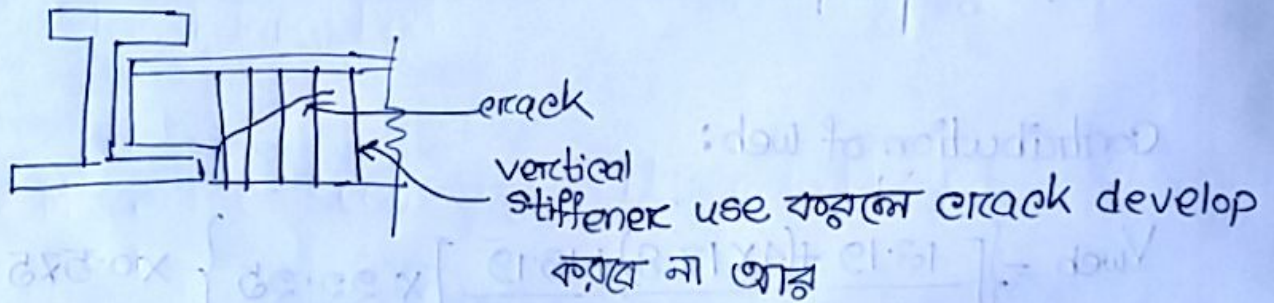 crack
vertical
stiffener use করলে crack develop
করবে না আর